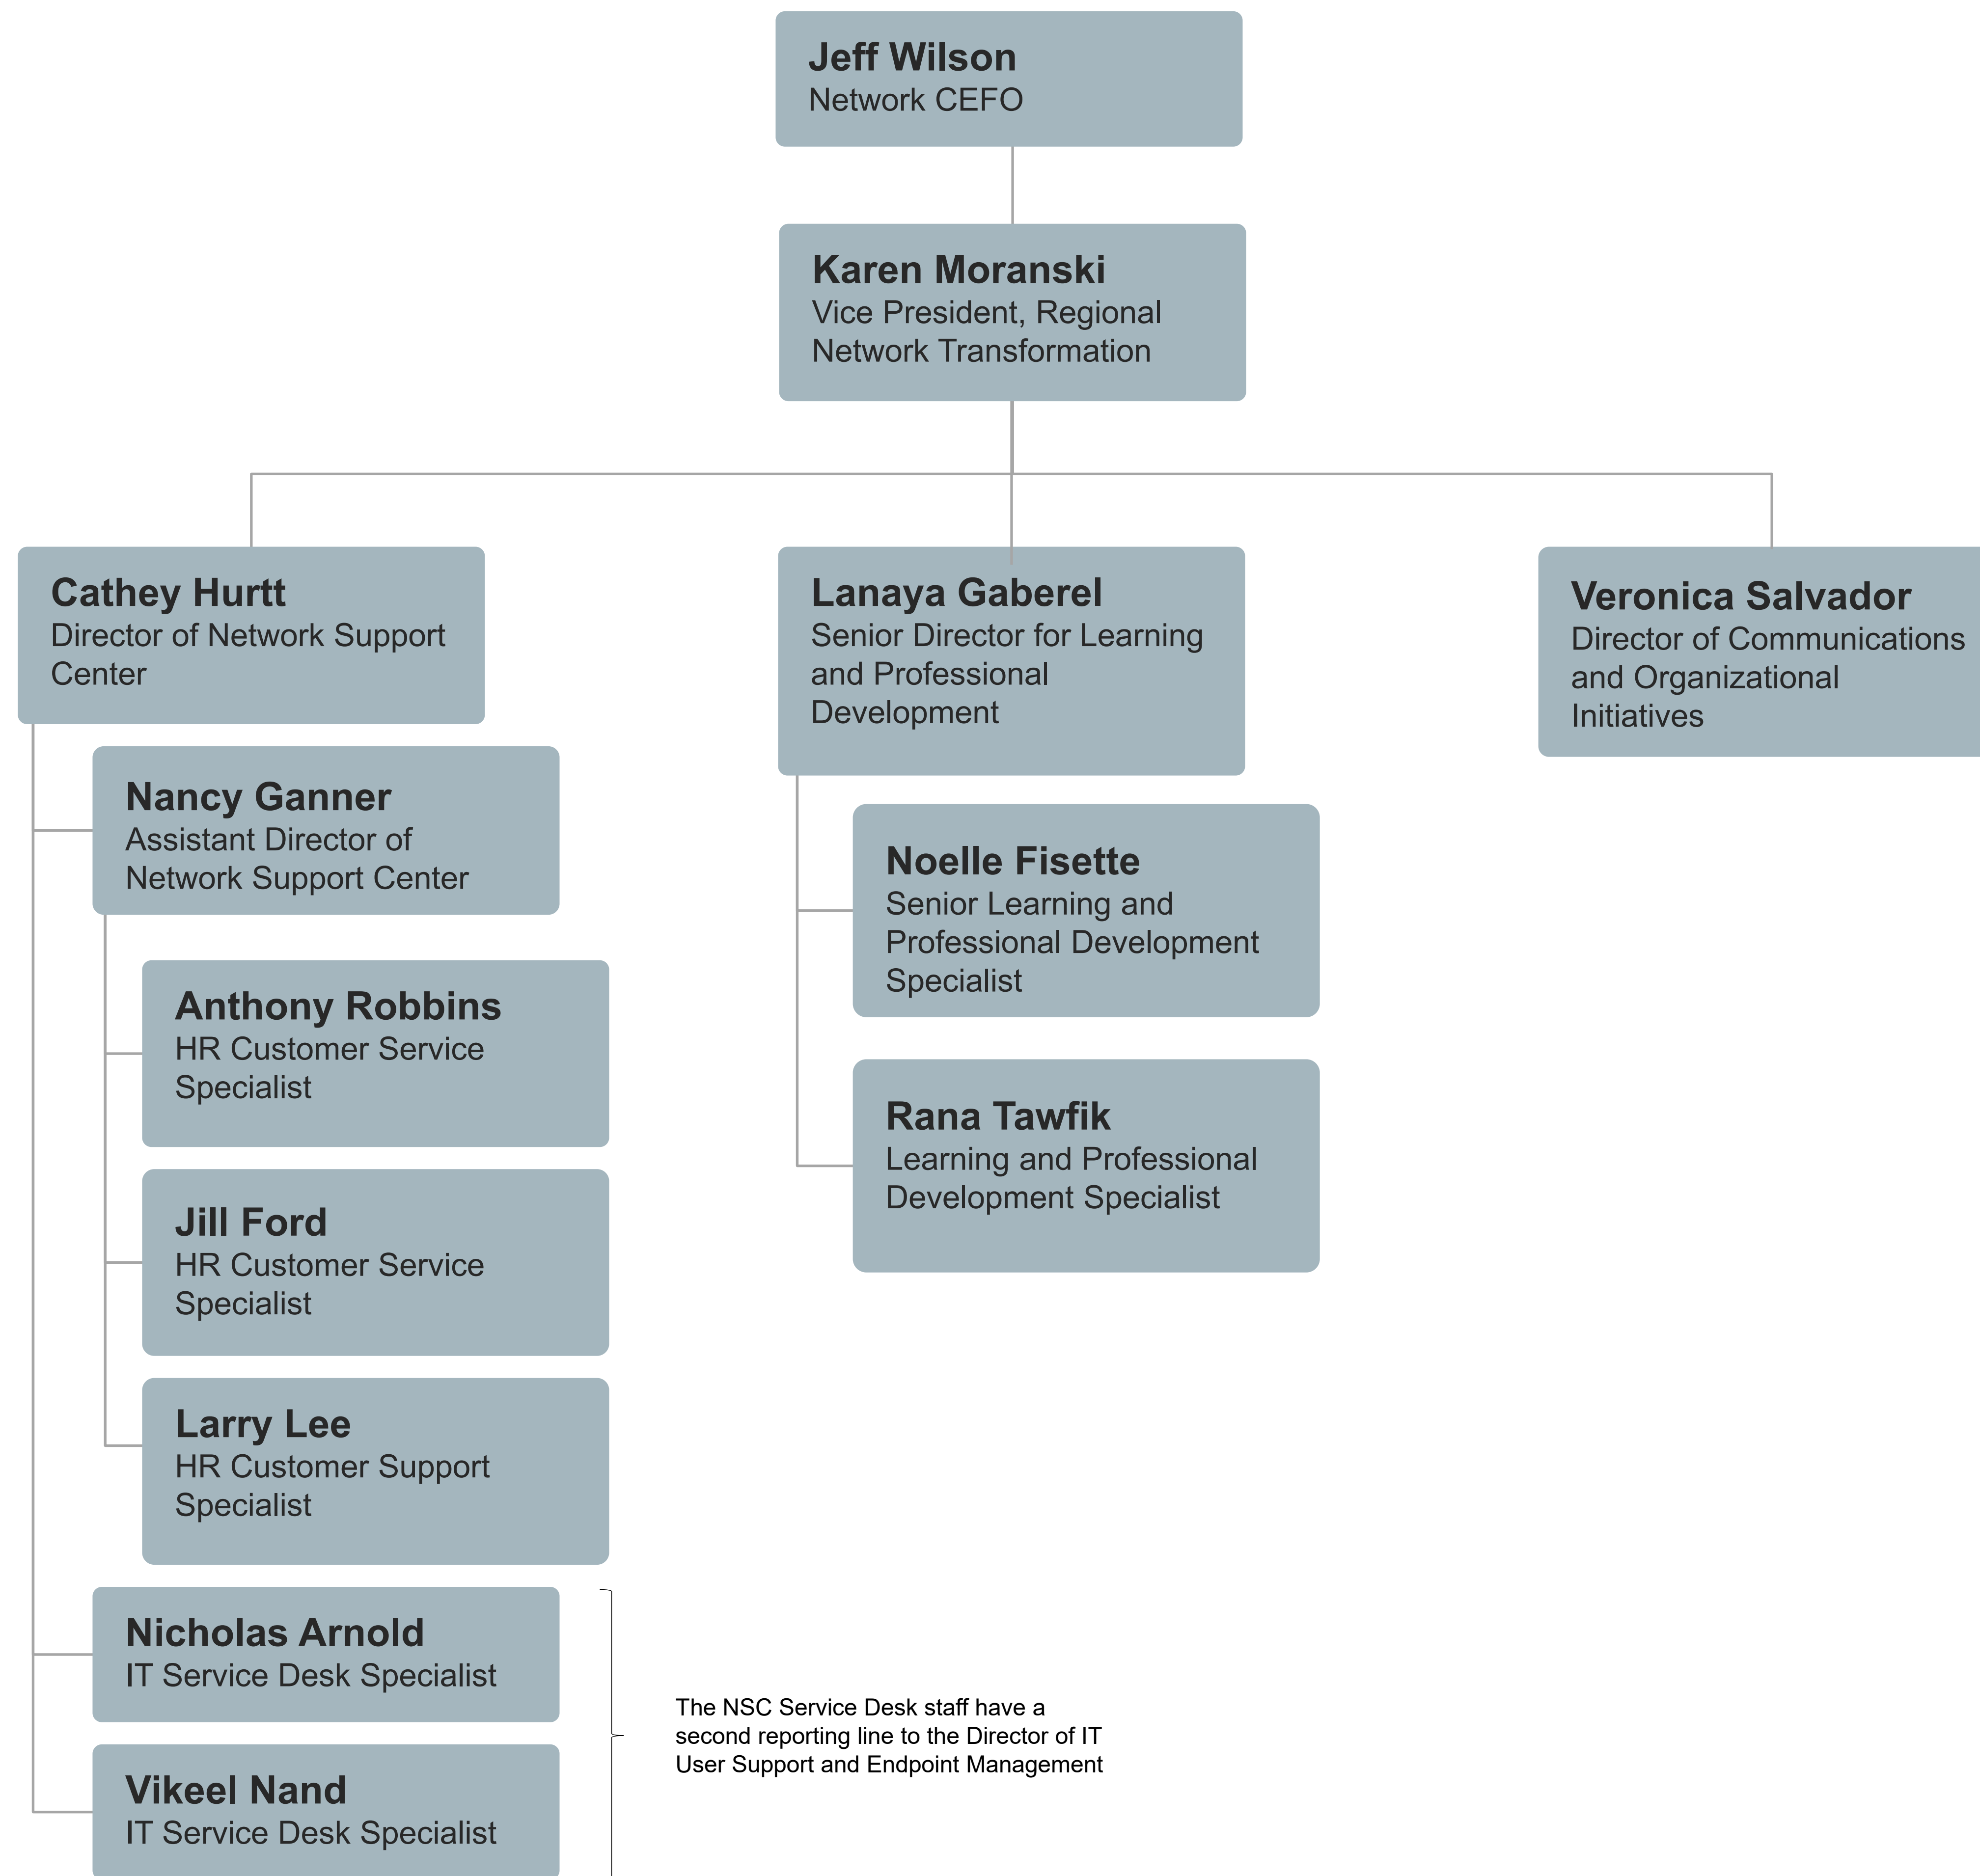 Jeff Wilson
Network CEFO
Karen Moranski
Vice President, Regional
Network Transformation
Cathey Hurtt
Director of Network Support
Center
Nancy Ganner
Assistant Director of
Network Support Center
Anthony Robbins
HR Customer Service
Specialist
Jill Ford
HR Customer Service
Specialist
Larry Lee
HR Customer Support
Specialist
Nicholas Arnold
IT Service Desk Specialist
Vikeel Nand
IT Service Desk Specialist
The NSC Service Desk staff have a
second reporting line to the Director of IT
User Support and Endpoint Management
Lanaya Gaberel
Senior Director for Learning
and Professional
Development
Noelle Fisette
Senior Learning and
Professional Development
Specialist
Rana Tawfik
Learning and Professional
Development Specialist
Veronica Salvador
Director of Communications
and Organizational
Initiatives